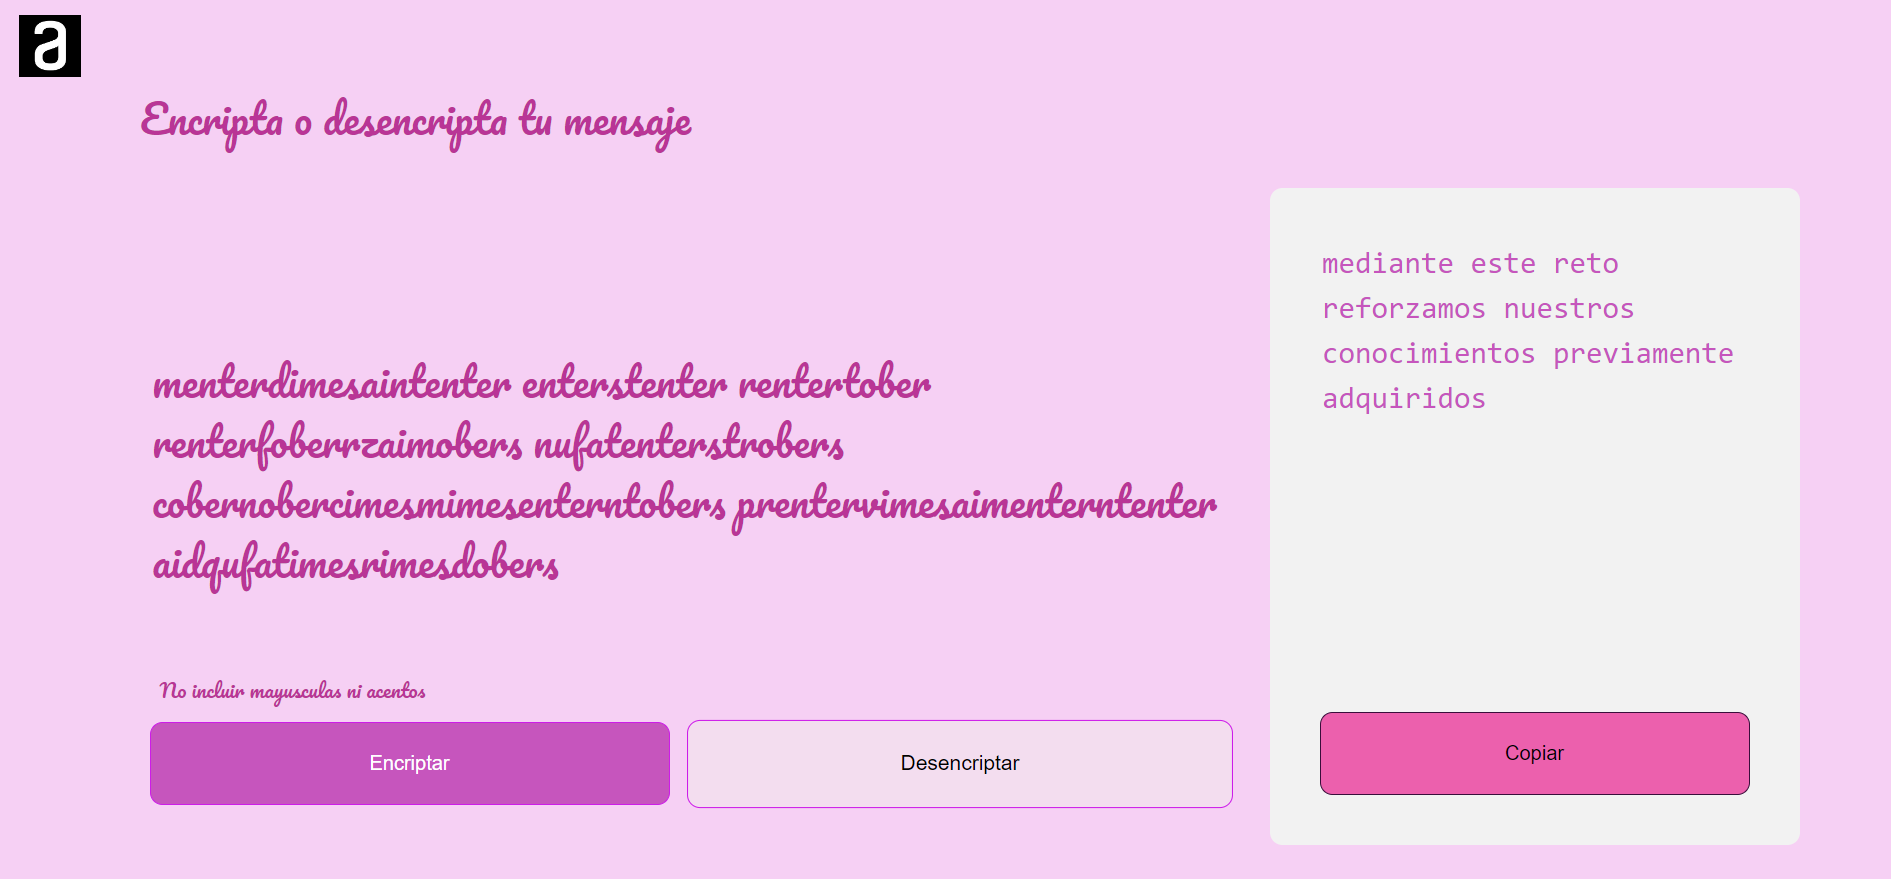 a
Encripta o desencripta tu mensaje
menterdimesaintenter enterstenter rentertober
renterfoberrzaimobers nufatenterstrobers
cobernobercimesmimesenterntobers prentervimesaimenterntenter
aidqufatimesrimesdobers
No incluir mayusculas ni acentos
Encriptar
Desencriptar
mediante este reto
reforzamos nuestros
conocimientos previamente
adquiridos
Copiar